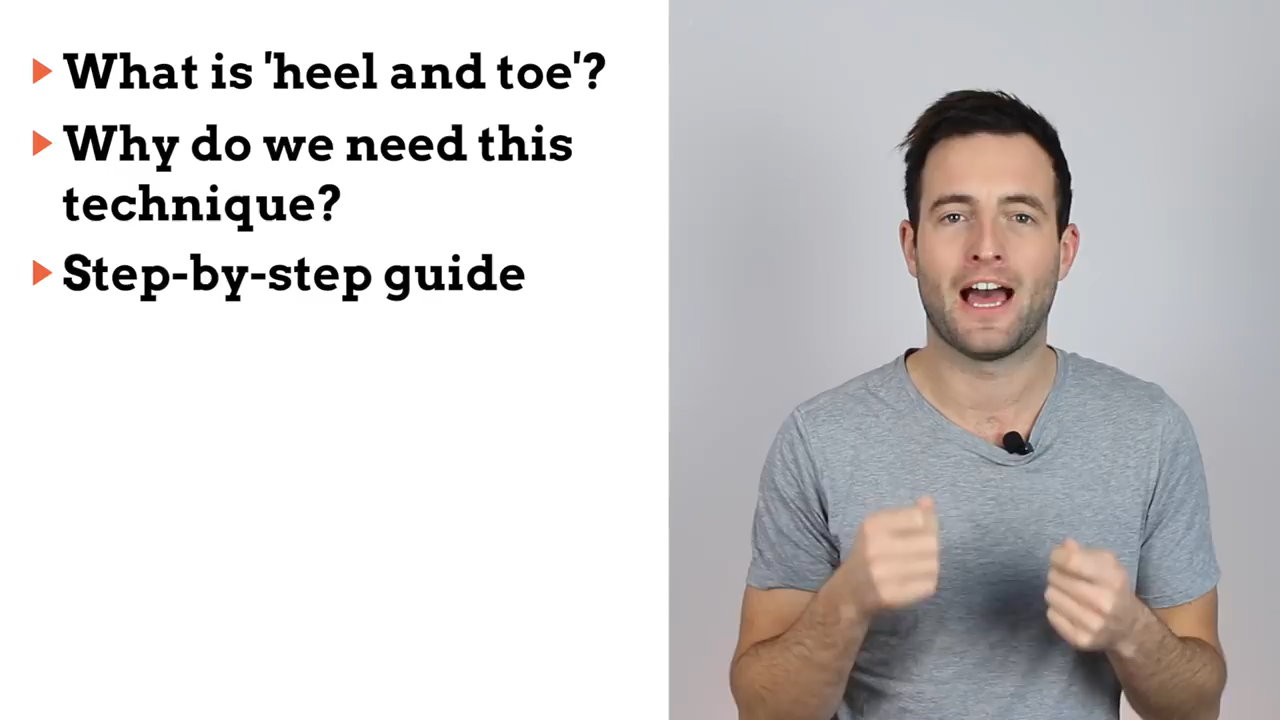 What is 'heel and toe'?
Why do we need this
technique?
Step-by-step guide